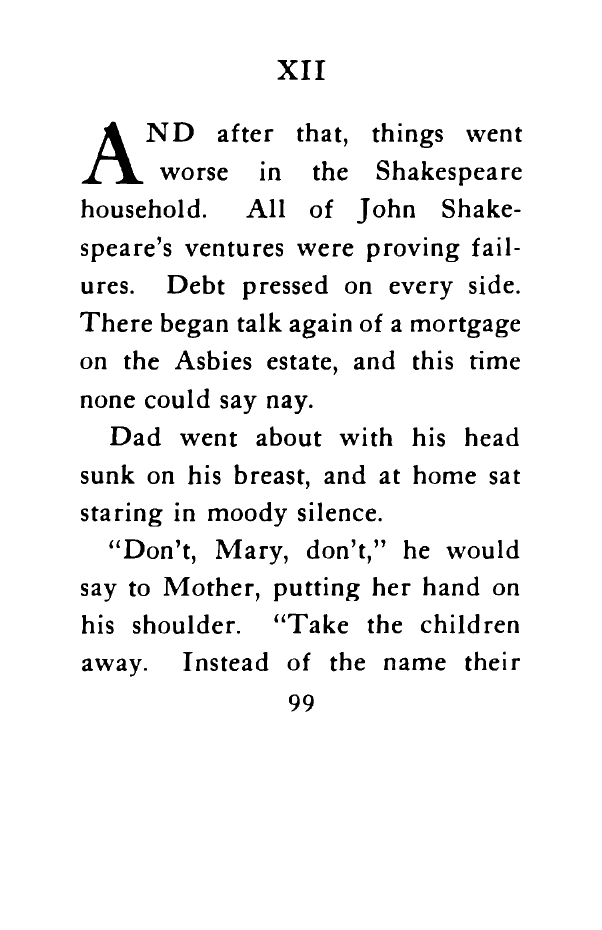 XII
AND after that, things went
worse in the Shakespeare
household. All of John Shake-
speare's ventures were proving fail-
ures. Debt pressed on every side.
There began talk again of a mortgage
on the Asbies estate, and this time
none could say nay.
Dad went about with his head
sunk on his breast, and at home sat
staring in moody silence.
"Don't, Mary, don't," he would
say to Mother, putting her hand on
his shoulder. "Take the children
away. Instead of the name their
99